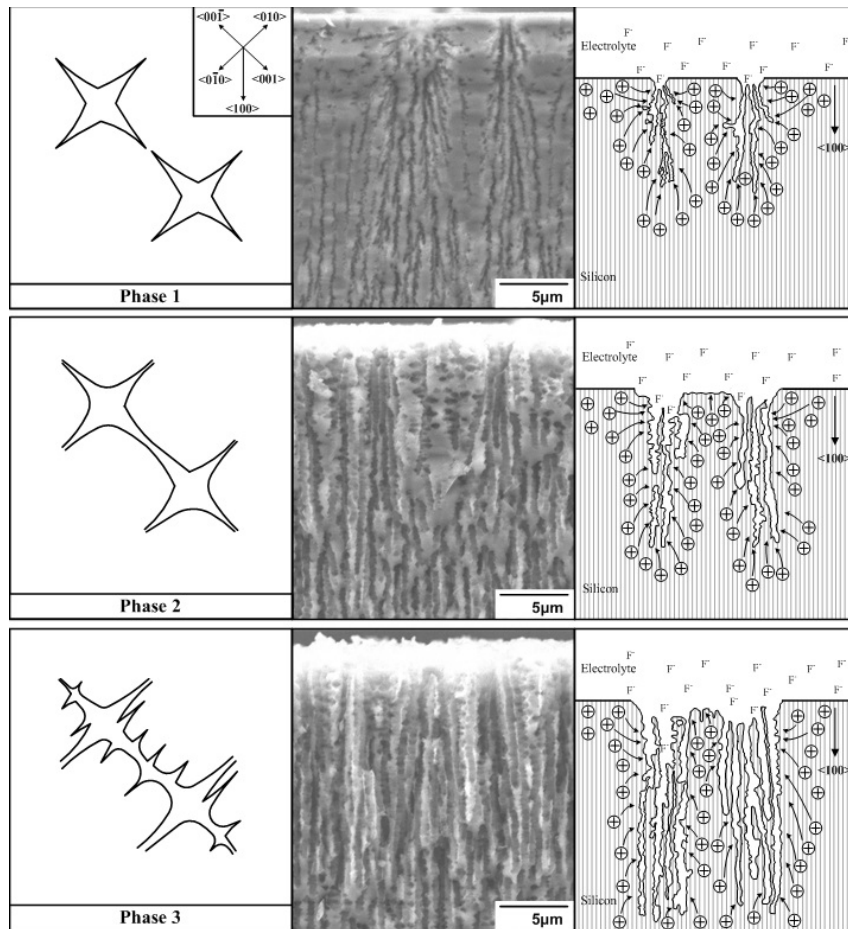 <001̄>
<010>
<01̄0>
<001>
<100>
Phase 1
5µm
F-
Electrolyte
F-
F-
F-
F-
F-
F-
F-
F-
F-
<100>
Silicon
Phase 2
5µm
F-
Electrolyte
F-
F-
F-
F-
F-
F-
F-
F-
F-
F-
<100>
Silicon
Phase 3
5µm
F-
Electrolyte
F-
F-
F-
F-
F-
F-
F-
F-
F-
F-
<100>
Silicon